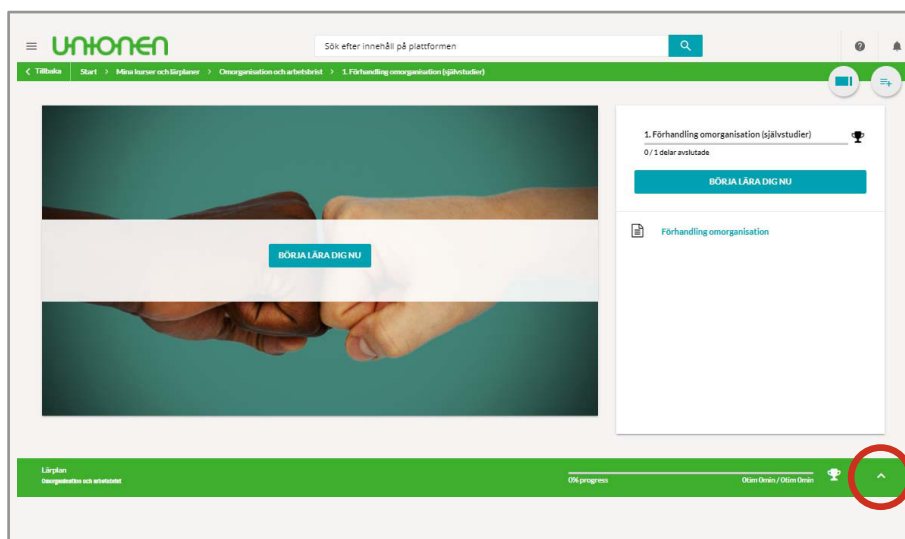 unionen
Sök efter innehåll på plattformen
Tillbaka Start > Mina kurser och lärplaner > Omorganisation och arbetsbrist > 1. Förhandling omorganisation (självstudier)
1. Förhandling omorganisation (självstudier)
0 / 1 delar avslutade
BÖRJA LÄRA DIG NU
Förhandling omorganisation
BÖRJA LÄRA DIG NU
Lärplan
Omorganisation och arbetsbrist
0% progress
0tim 0min / 0tim 0min